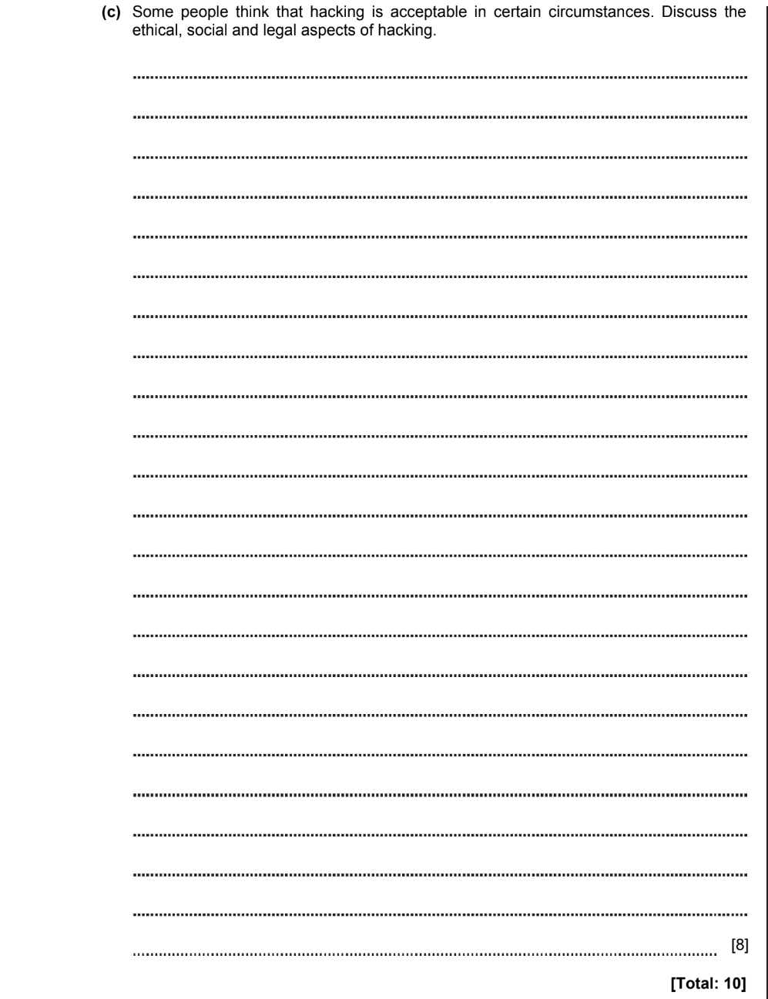 (c) Some people think that hacking is acceptable in certain circumstances. Discuss the
ethical, social and legal aspects of hacking.
[8]
[Total: 10]